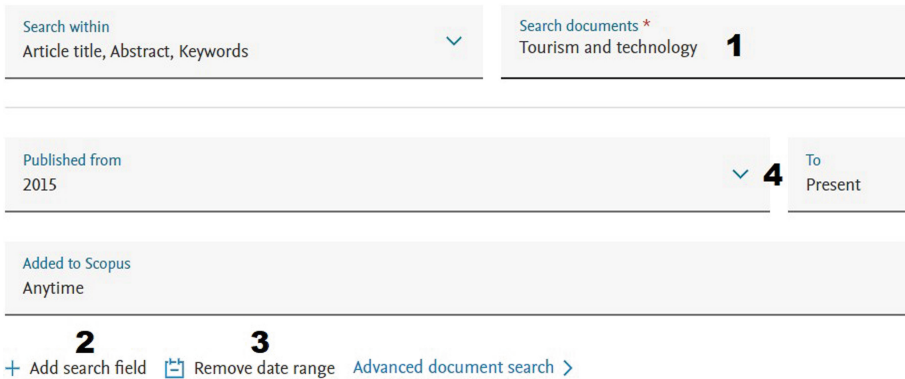 Search within
Article title, Abstract, Keywords
Search documents *
Tourism and technology 1
Published from
2015
4
To
Present
Added to Scopus
Anytime
2 3
+ Add search field Remove date range Advanced document search >